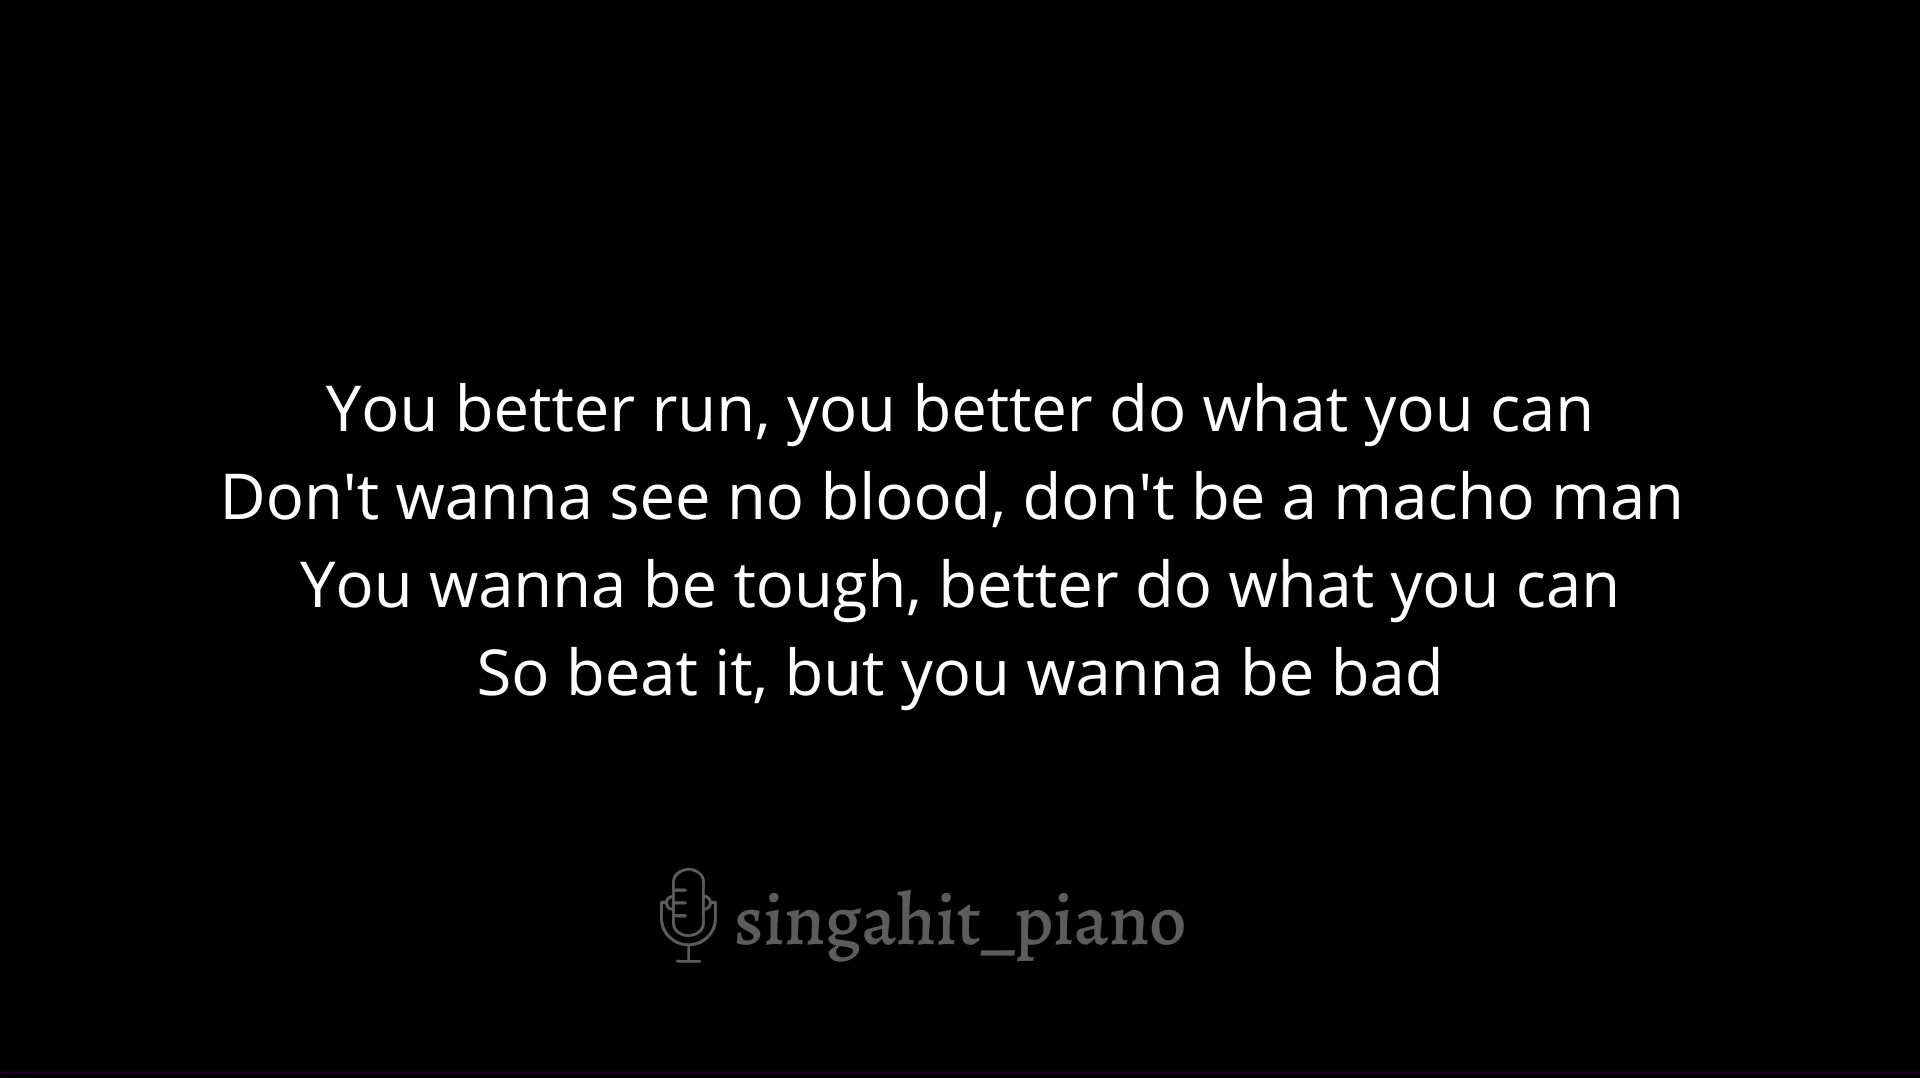 You better run, you better do what you can
Don't wanna see no blood, don't be a macho man
You wanna be tough, better do what you can
So beat it, but you wanna be bad
singahit_piano